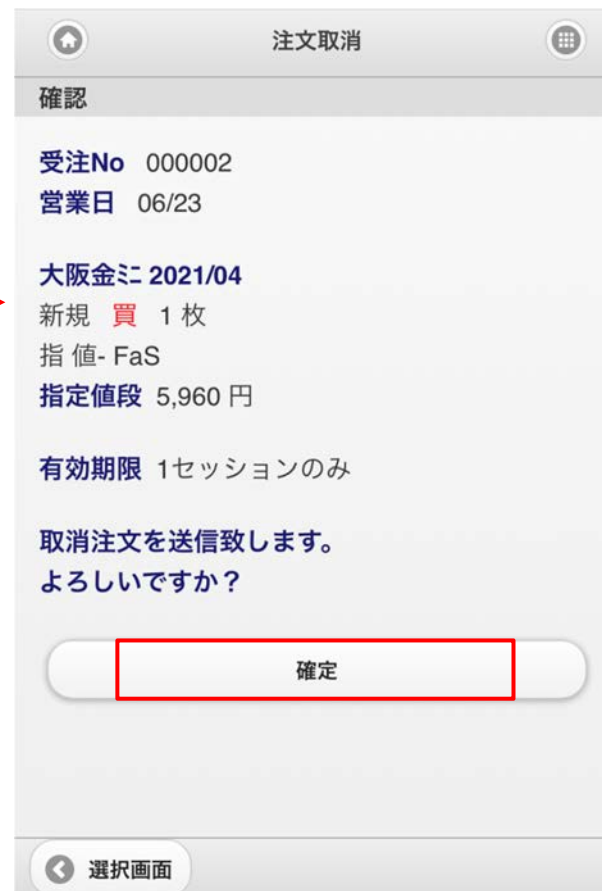 注文取消
確認
受注No 000002
営業日 06/23
大阪金ミニ 2021/04
新規 買 1 枚
指 値- FaS
指定値段 5,960 円
有効期限 1セッションのみ
取消注文を送信致します。
よろしいですか？
確定
選択画面